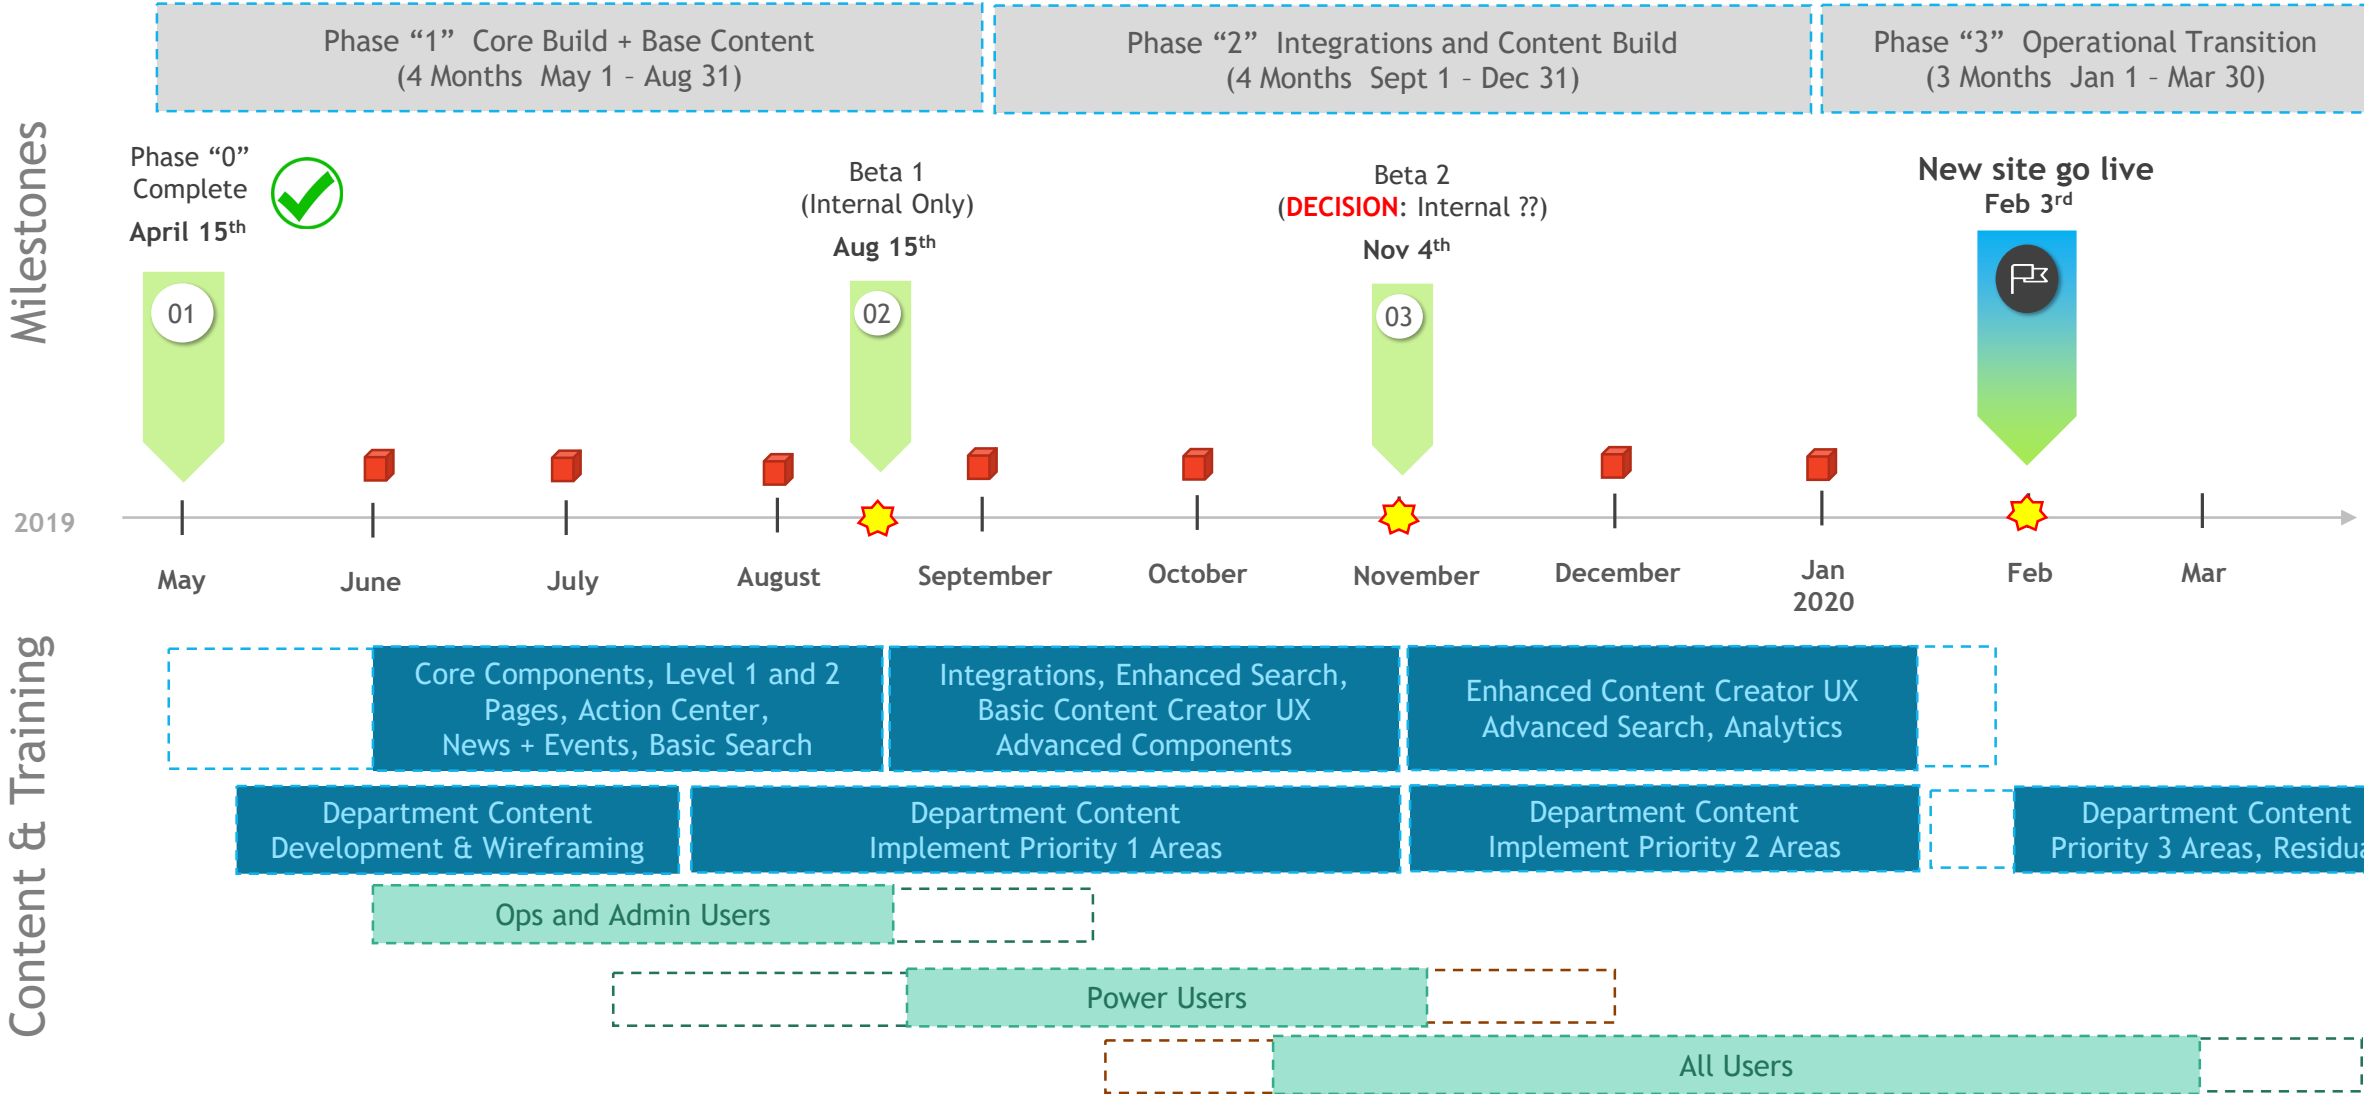 Phase “1”  Core Build + Base Content
(4 Months  May 1 – Aug 31)
Phase “2”  Integrations and Content Build
(4 Months  Sept 1 – Dec 31)
Phase “3”  Operational Transition
(3 Months  Jan 1 – Mar 30)
Milestones
Phase “0”
Complete
April 15th
Beta 1
(Internal Only)
Aug 15th
Beta 2
(DECISION: Internal ??)
Nov 4th
New site go live
Feb 3rd
01
02
03
2019
May
June
July
August
September
October
November
December
Jan
2020
Feb
Mar
Content & Training
Core Components, Level 1 and 2
Pages, Action Center,
News + Events, Basic Search
Integrations, Enhanced Search,
Basic Content Creator UX
Advanced Components
Enhanced Content Creator UX
Advanced Search, Analytics
Department Content
Development & Wireframing
Department Content
Implement Priority 1 Areas
Department Content
Implement Priority 2 Areas
Department Content
Priority 3 Areas,
Ops and Admin Users
Power Users
All Users